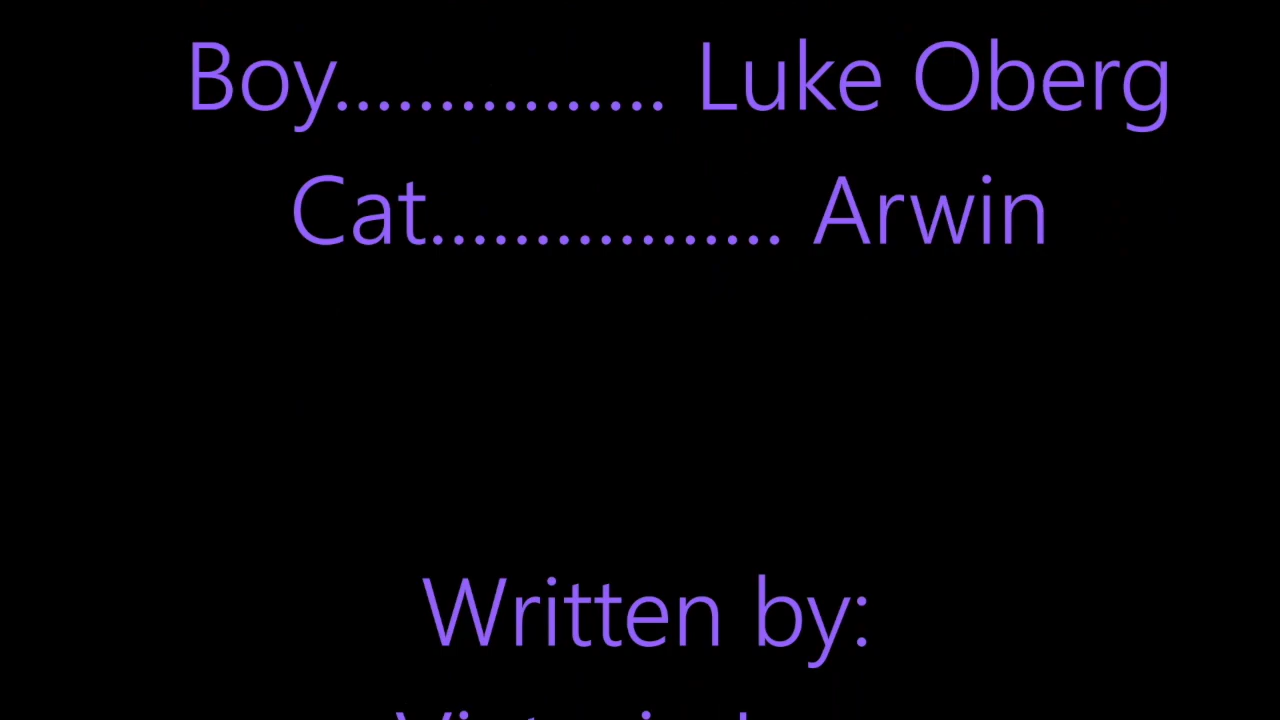 Boy................ Luke Oberg
Cat................. Arwin
Written by: